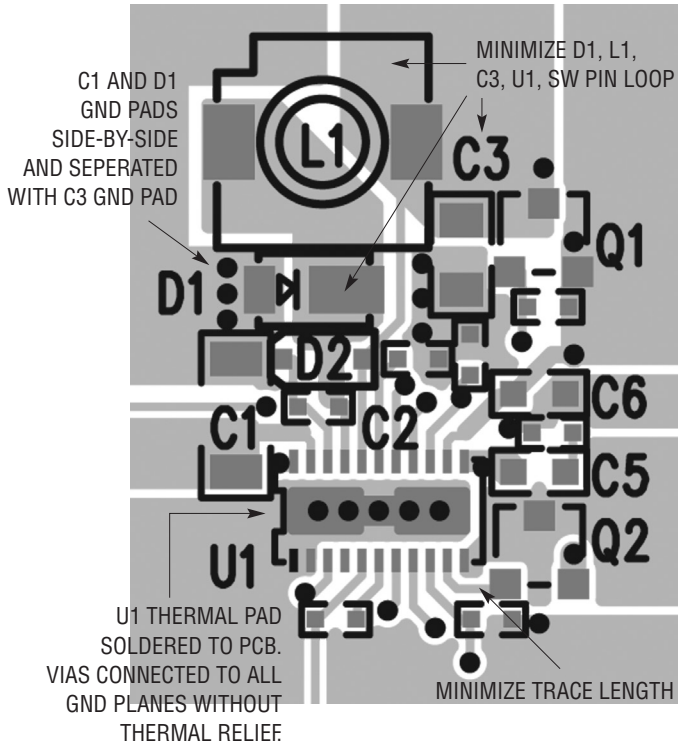 MINIMIZE D1, L1,
C3, U1, SW PIN LOOP
C1 AND D1
GND PADS
SIDE-BY-SIDE
AND SEPERATED
WITH C3 GND PAD
L1
C3
Q1
D1
D2
C6
C1
C2
C5
Q2
U1
U1 THERMAL PAD
SOLDERED TO PCB.
VIAS CONNECTED TO ALL
GND PLANES WITHOUT
THERMAL RELIEF.
MINIMIZE TRACE LENGTH